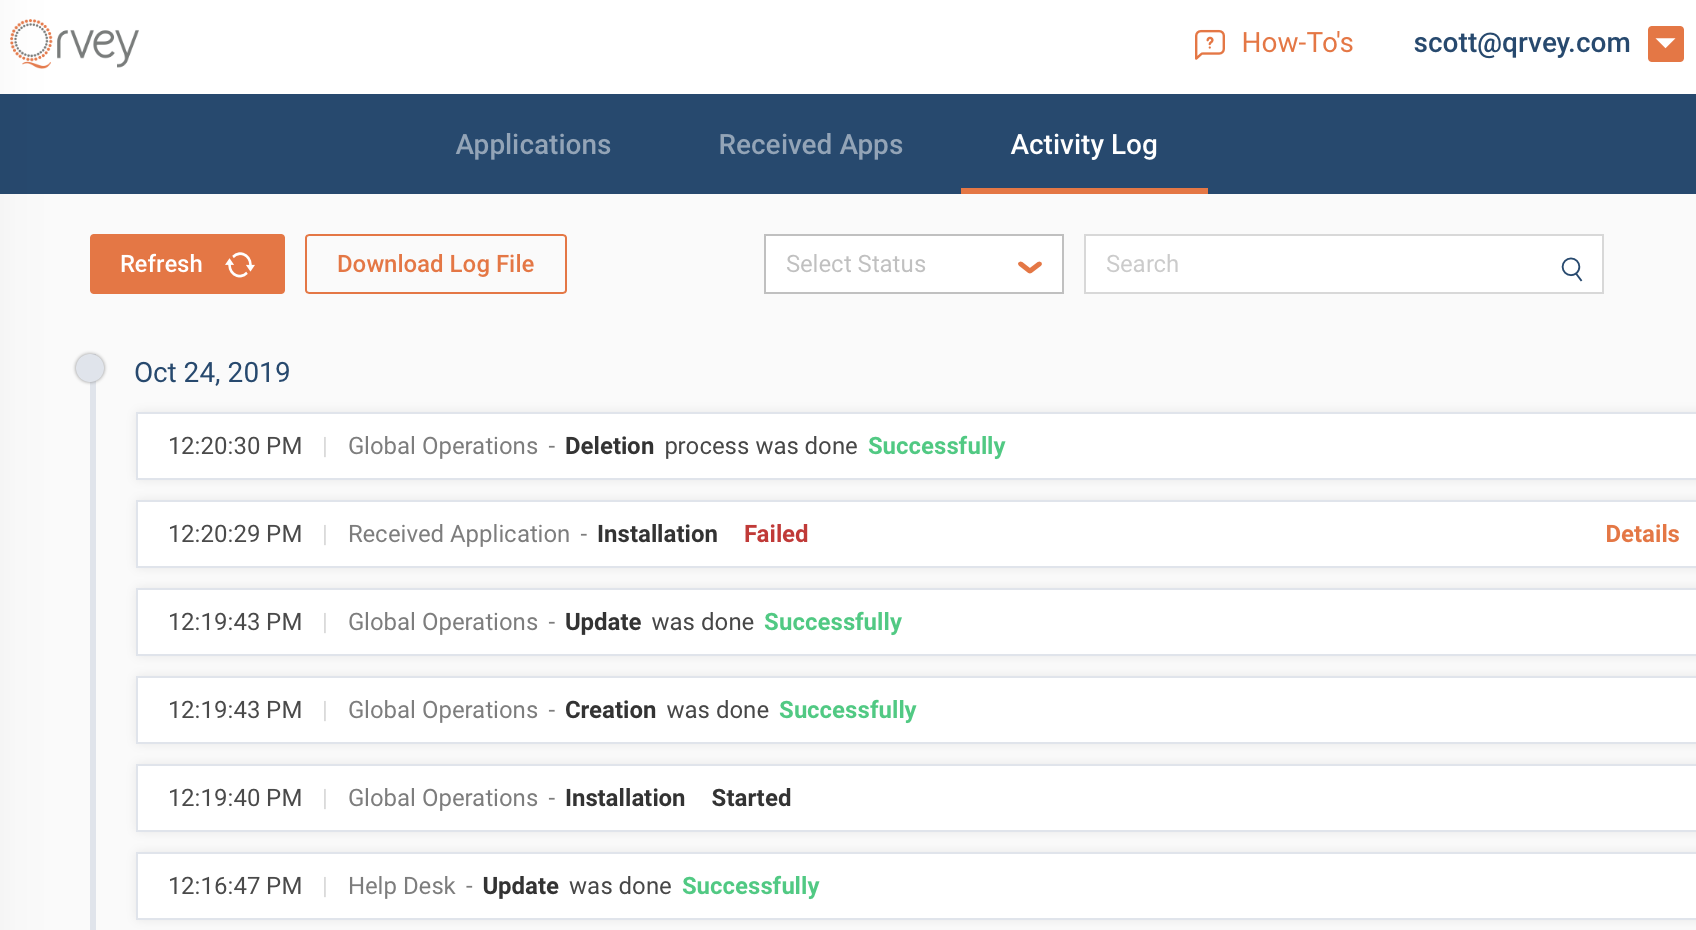 Qrvey
How-To's scott@qrvey.com
Applications Received Apps Activity Log
Refresh Download Log File Select Status Search
Oct 24, 2019
12:20:30 PM | Global Operations - Deletion process was done Successfully
12:20:29 PM | Received Application - Installation Failed Details
12:19:43 PM | Global Operations - Update was done Successfully
12:19:43 PM | Global Operations - Creation was done Successfully
12:19:40 PM | Global Operations - Installation Started
12:16:47 PM | Help Desk - Update was done Successfully